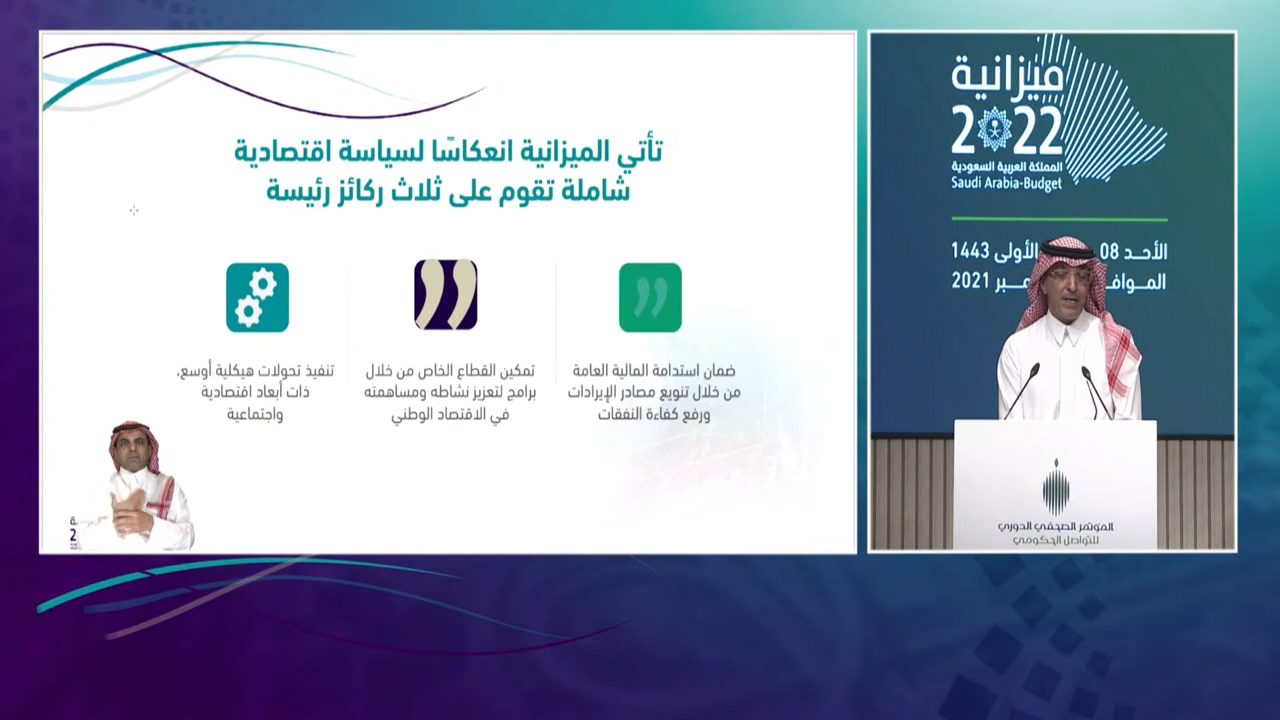 تأتي الميزانية انعكاسًا لسياسة اقتصادية
شاملة تقوم على ثلاث ركائز رئيسة
ضمان استدامة المالية العامة
من خلال تنويع مصادر الإيرادات
ورفع كفاءة النفقات
تمكين القطاع الخاص من خلال
برامج لتعزيز نشاطه ومساهمته
في الاقتصاد الوطني
تنفيذ تحولات هيكلية أوسع،
ذات أبعاد اقتصادية
واجتماعية
ميزانية
2022
المملكة العربية السعودية
Saudi Arabia-Budget
الأحد 08 الأولى 1443
2021
المؤتمر الصحفي الدوري
للتواصل الحكومي